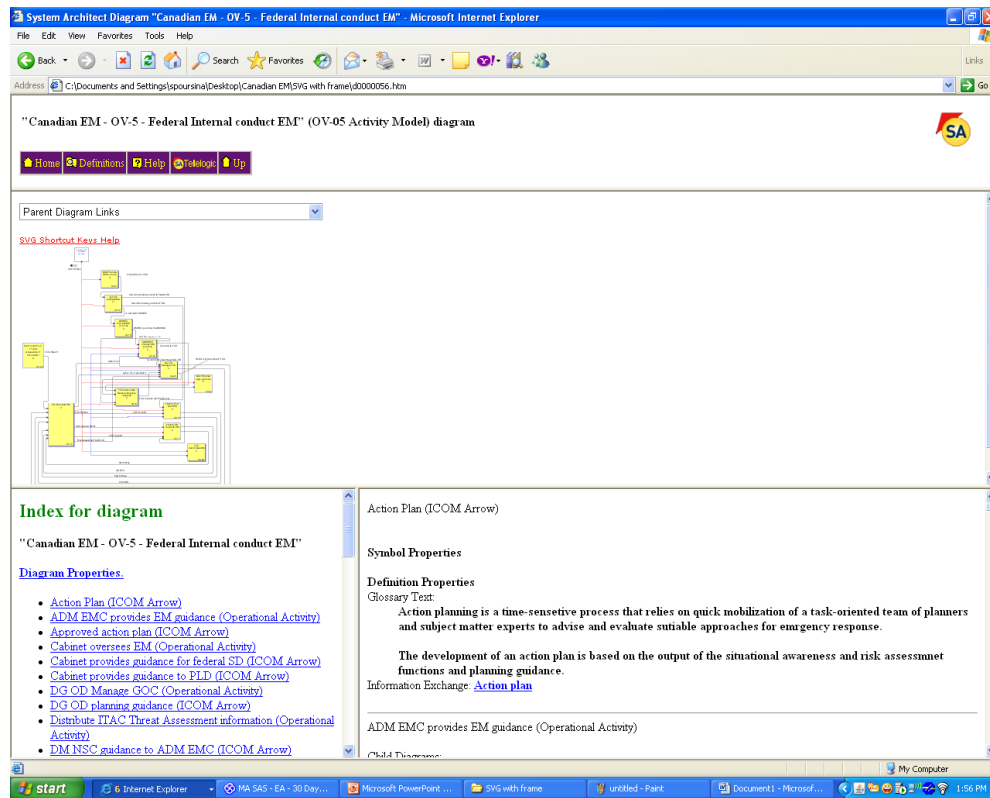 System Architect Diagram "Canadian EM - OV-5 - Federal Internal conduct EM" - Microsoft Internet Explorer
File Edit View Favorites Tools Help
Back Search Favorites
Links
Address C:\Documents and Settings\spoursina\Desktop\Canadian EM\SVG with frame\d0000056.htm Go
"Canadian EM - OV-5 - Federal Internal conduct EM" (OV-05 Activity Model) diagram
SA
Home Definitions Help Telelogic Up
Parent Diagram Links
SVG Shortcut Keys Help
Index for diagram
"Canadian EM - OV-5 - Federal Internal conduct EM"
Diagram Properties.
Action Plan (ICOM Arrow)
ADM EMC provides EM guidance (Operational Activity)
Approved action plan (ICOM Arrow)
Cabinet oversees EM (Operational Activity)
Cabinet provides guidance for federal SD (ICOM Arrow)
Cabinet provides guidance to PLD (ICOM Arrow)
DG OD Manage GOC (Operational Activity)
DG OD planning guidance (ICOM Arrow)
Distribute ITAC Threat Assessment information (Operational
Activity)
DM NSC guidance to ADM EMC (ICOM Arrow)
Action Plan (ICOM Arrow)
Symbol Properties
Definition Properties
Glossary Text:
Action planning is a time-sensetive process that relies on quick mobilization of a task-oriented team of planners
and subject matter experts to advise and evaluate sutiable approaches for emrgency response.
The development of an action plan is based on the output of the situational awareness and risk assessmnet
functions and planning guidance.
Information Exchange: Action plan
ADM EMC provides EM guidance (Operational Activity)
Child Diagrams:
My Computer
start 6 Internet Explorer MA SAS - EA - 30 Day... Microsoft PowerPoint ... SVG with frame untitled - Paint Document1 - Microsof... 1:56 PM